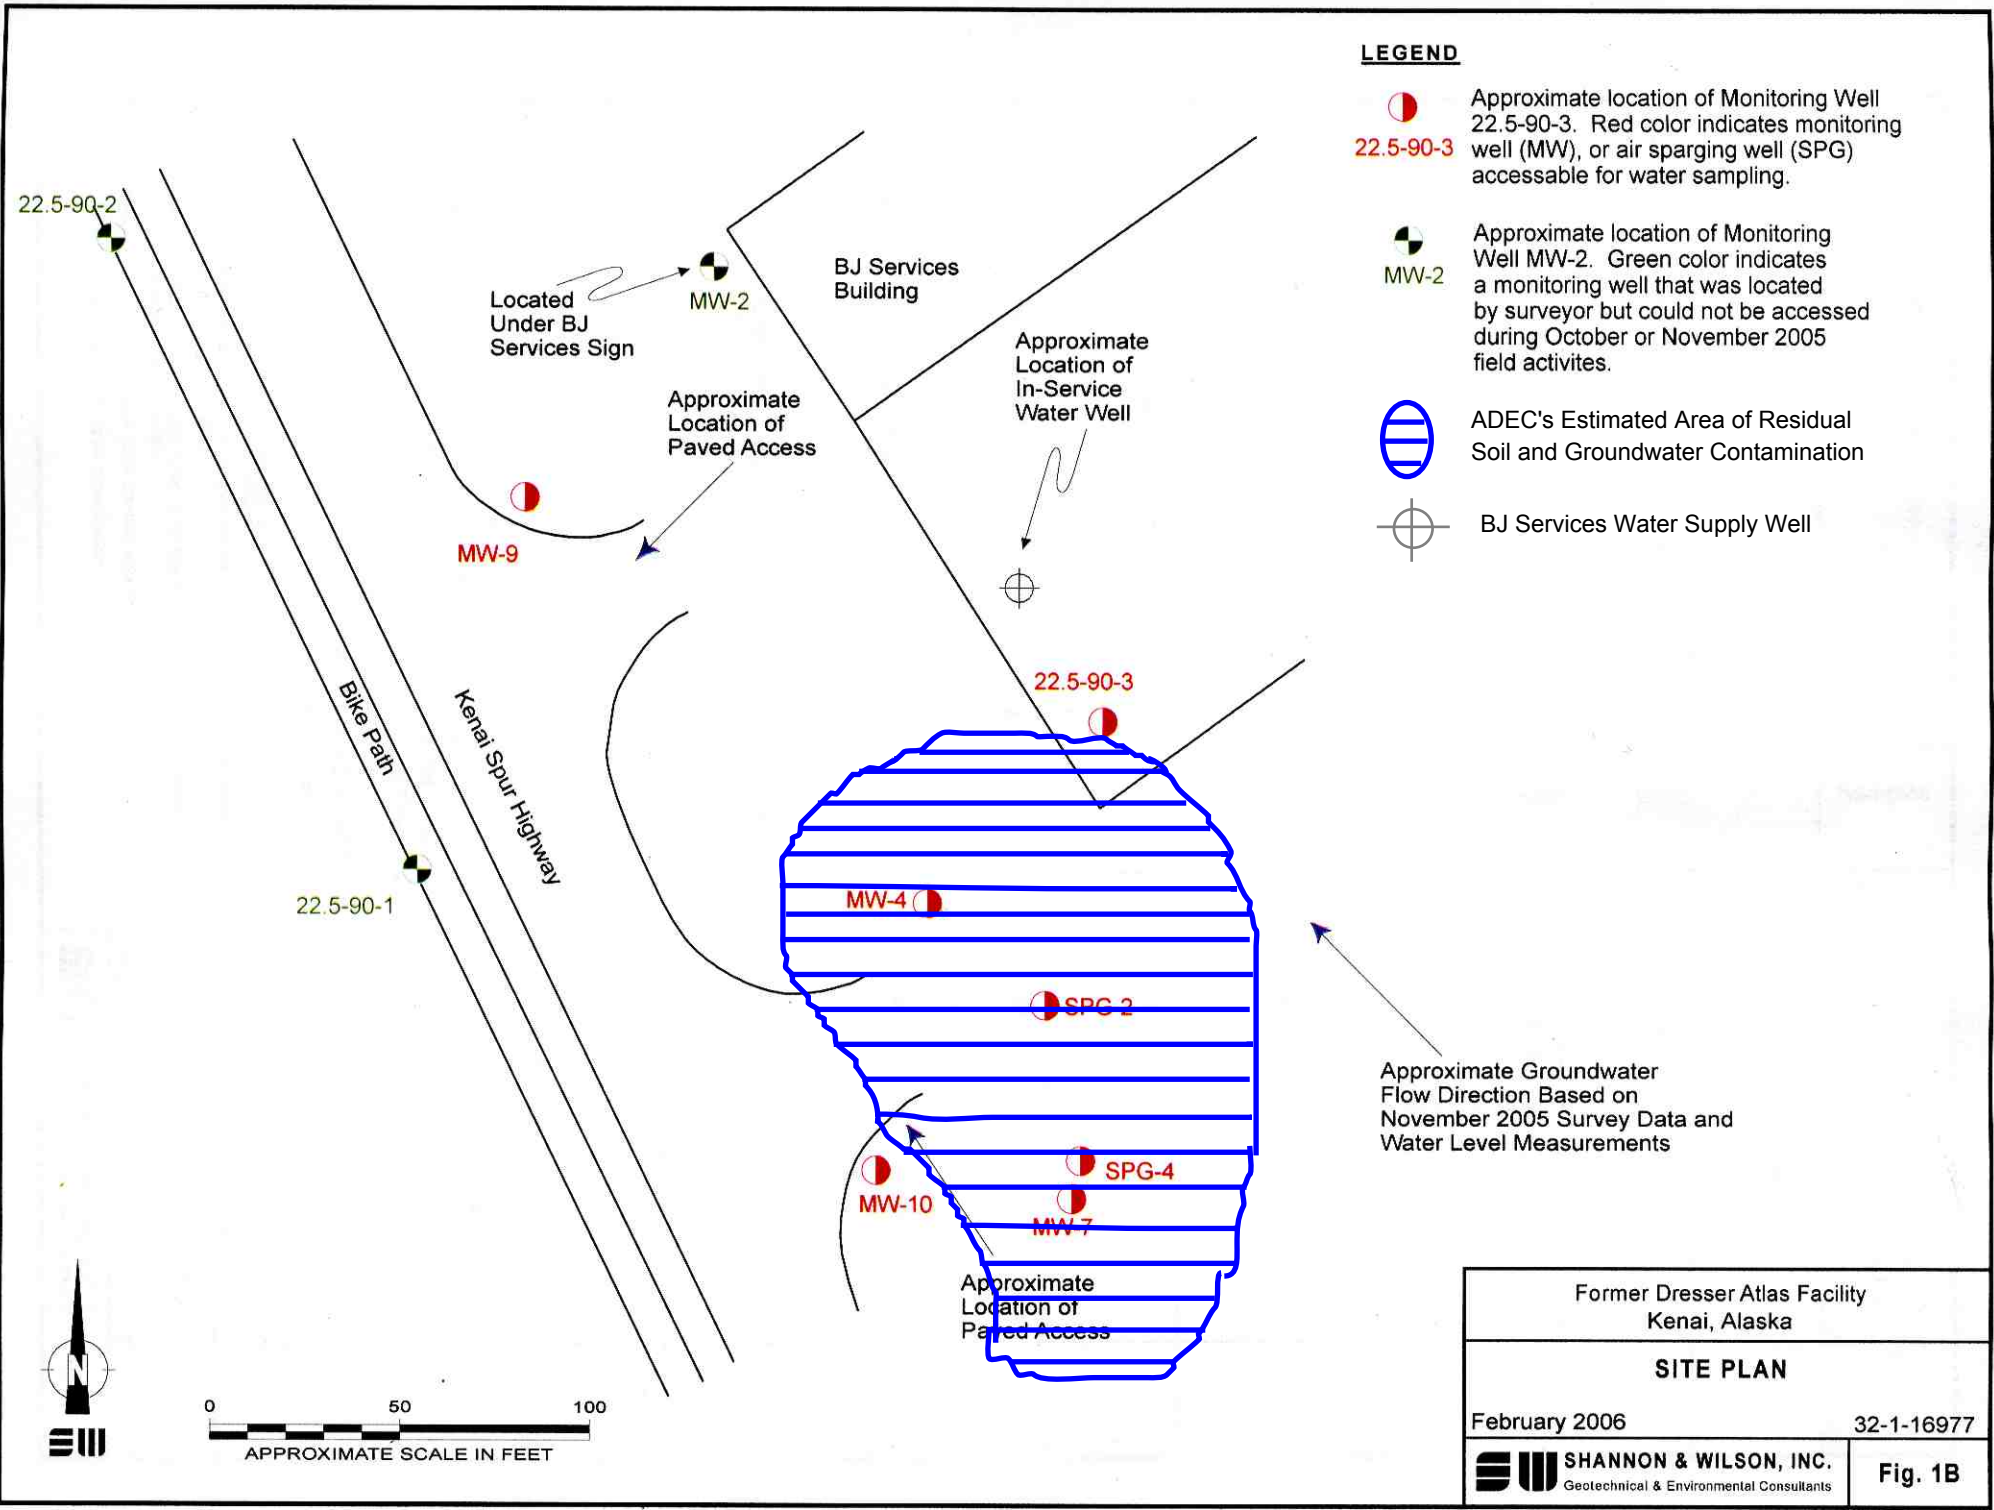 LEGEND
22.5-90-3
Approximate location of Monitoring Well
22.5-90-3. Red color indicates monitoring
well (MW), or air sparging well (SPG)
accessable for water sampling.
MW-2
Approximate location of Monitoring
Well MW-2. Green color indicates
a monitoring well that was located
by surveyor but could not be accessed
during October or November 2005
field activites.
ADEC's Estimated Area of Residual
Soil and Groundwater Contamination
BJ Services Water Supply Well
22.5-90-2
Located
Under BJ
Services Sign
MW-2
BJ Services
Building
Approximate
Location of
In-Service
Water Well
Approximate
Location of
Paved Access
MW-9
22.5-90-3
Bike Path
Kenai Spur Highway
22.5-90-1
MW-4
SPG-2
Approximate Groundwater
Flow Direction Based on
November 2005 Survey Data and
Water Level Measurements
SPG-4
MW-10
MW-7
Approximate
Location of
Paved Access
N
SW
0 50 100
APPROXIMATE SCALE IN FEET
Former Dresser Atlas Facility
Kenai, Alaska
SITE PLAN
February 2006 32-1-16977
SW SHANNON & WILSON, INC.
Geotechnical & Environmental Consultants
Fig. 1B